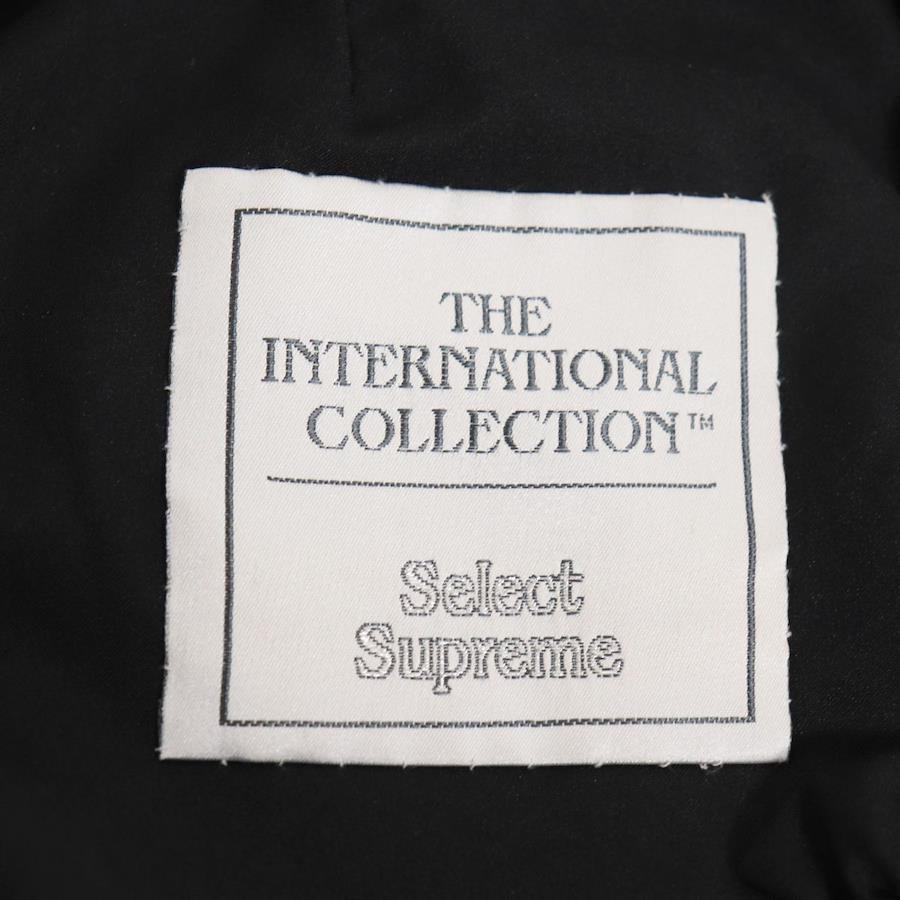 THE
INTERNATIONAL
COLLECTION™
Select
Supreme